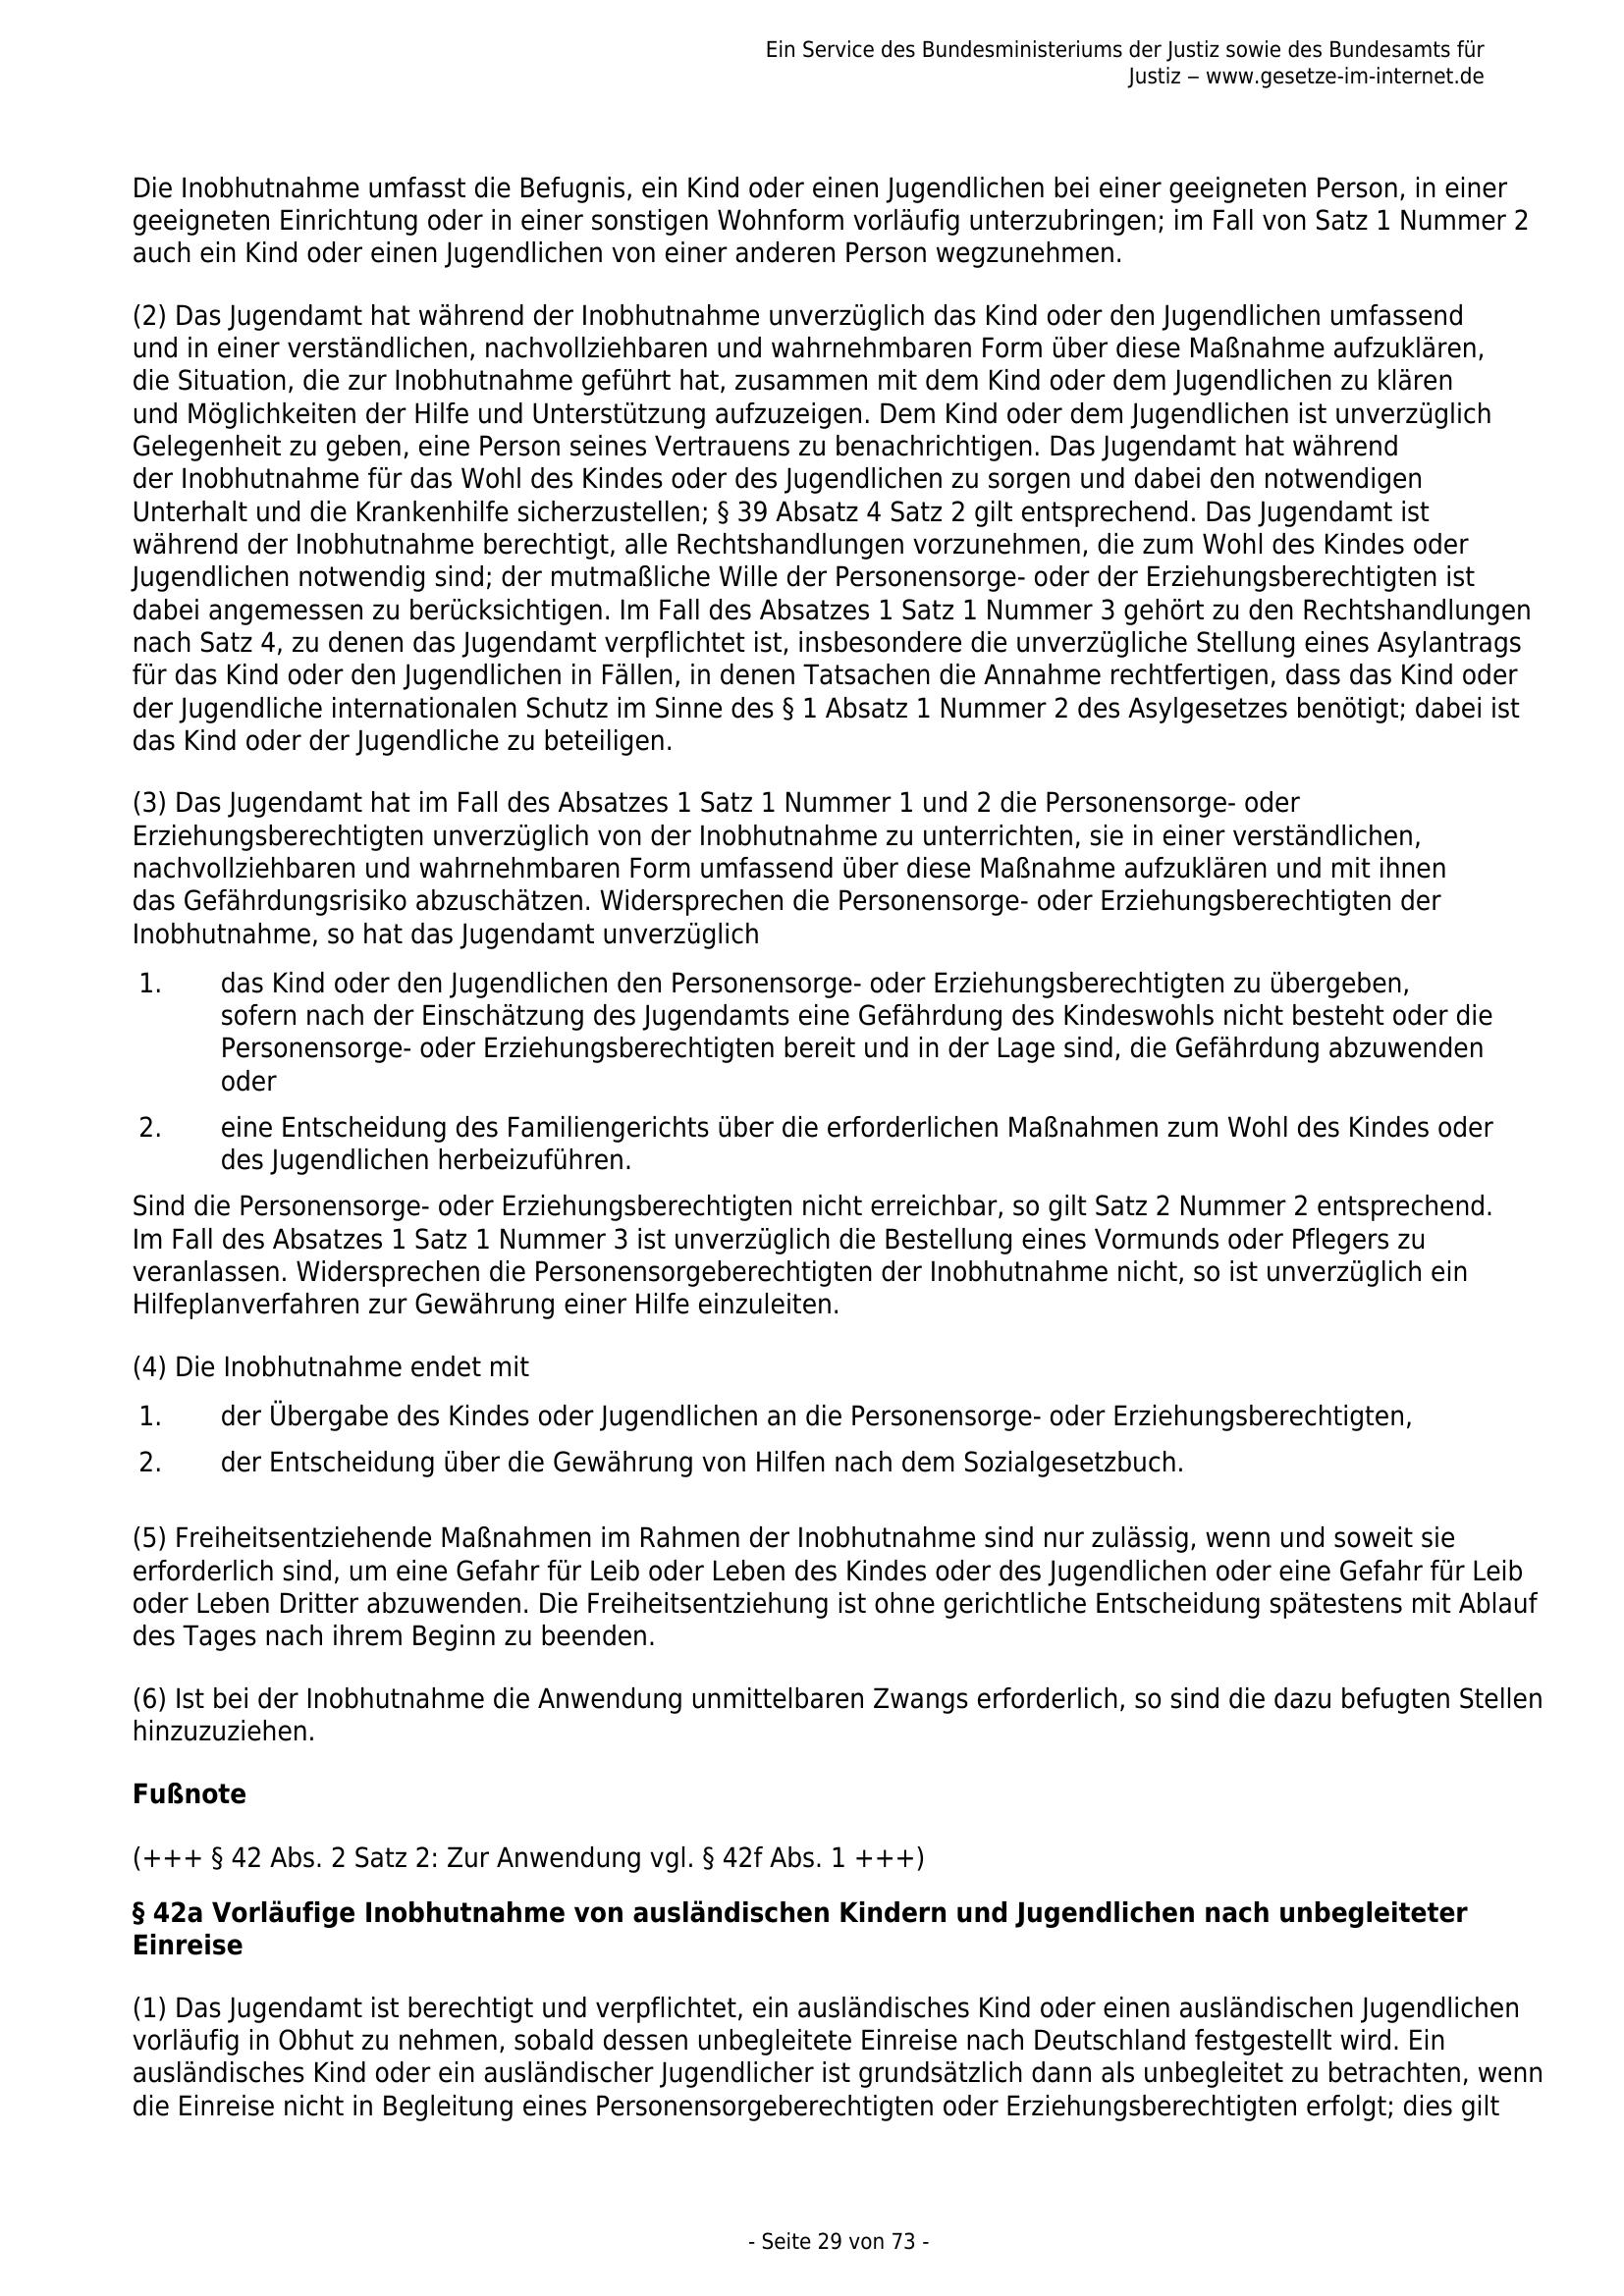 Ein Service des Bundesministeriums der Justiz sowie des Bundesamts für
Justiz ‒ www.gesetze-im-internet.de
Die Inobhutnahme umfasst die Befugnis, ein Kind oder einen Jugendlichen bei einer geeigneten Person, in einer
geeigneten Einrichtung oder in einer sonstigen Wohnform vorläufig unterzubringen; im Fall von Satz 1 Nummer 2
auch ein Kind oder einen Jugendlichen von einer anderen Person wegzunehmen.
(2) Das Jugendamt hat während der Inobhutnahme unverzüglich das Kind oder den Jugendlichen umfassend
und in einer verständlichen, nachvollziehbaren und wahrnehmbaren Form über diese Maßnahme aufzuklären,
die Situation, die zur Inobhutnahme geführt hat, zusammen mit dem Kind oder dem Jugendlichen zu klären
und Möglichkeiten der Hilfe und Unterstützung aufzuzeigen. Dem Kind oder dem Jugendlichen ist unverzüglich
Gelegenheit zu geben, eine Person seines Vertrauens zu benachrichtigen. Das Jugendamt hat während
der Inobhutnahme für das Wohl des Kindes oder des Jugendlichen zu sorgen und dabei den notwendigen
Unterhalt und die Krankenhilfe sicherzustellen; § 39 Absatz 4 Satz 2 gilt entsprechend. Das Jugendamt ist
während der Inobhutnahme berechtigt, alle Rechtshandlungen vorzunehmen, die zum Wohl des Kindes oder
Jugendlichen notwendig sind; der mutmaßliche Wille der Personensorge- oder der Erziehungsberechtigten ist
dabei angemessen zu berücksichtigen. Im Fall des Absatzes 1 Satz 1 Nummer 3 gehört zu den Rechtshandlungen
nach Satz 4, zu denen das Jugendamt verpflichtet ist, insbesondere die unverzügliche Stellung eines Asylantrags
für das Kind oder den Jugendlichen in Fällen, in denen Tatsachen die Annahme rechtfertigen, dass das Kind oder
der Jugendliche internationalen Schutz im Sinne des § 1 Absatz 1 Nummer 2 des Asylgesetzes benötigt; dabei ist
das Kind oder der Jugendliche zu beteiligen.
(3) Das Jugendamt hat im Fall des Absatzes 1 Satz 1 Nummer 1 und 2 die Personensorge- oder
Erziehungsberechtigten unverzüglich von der Inobhutnahme zu unterrichten, sie in einer verständlichen,
nachvollziehbaren und wahrnehmbaren Form umfassend über diese Maßnahme aufzuklären und mit ihnen
das Gefährdungsrisiko abzuschätzen. Widersprechen die Personensorge- oder Erziehungsberechtigten der
Inobhutnahme, so hat das Jugendamt unverzüglich
1. das Kind oder den Jugendlichen den Personensorge- oder Erziehungsberechtigten zu übergeben,
sofern nach der Einschätzung des Jugendamts eine Gefährdung des Kindeswohls nicht besteht oder die
Personensorge- oder Erziehungsberechtigten bereit und in der Lage sind, die Gefährdung abzuwenden
oder
2. eine Entscheidung des Familiengerichts über die erforderlichen Maßnahmen zum Wohl des Kindes oder
des Jugendlichen herbeizuführen.
Sind die Personensorge- oder Erziehungsberechtigten nicht erreichbar, so gilt Satz 2 Nummer 2 entsprechend.
Im Fall des Absatzes 1 Satz 1 Nummer 3 ist unverzüglich die Bestellung eines Vormunds oder Pflegers zu
veranlassen. Widersprechen die Personensorgeberechtigten der Inobhutnahme nicht, so ist unverzüglich ein
Hilfeplanverfahren zur Gewährung einer Hilfe einzuleiten.
(4) Die Inobhutnahme endet mit
1. der Übergabe des Kindes oder Jugendlichen an die Personensorge- oder Erziehungsberechtigten,
2. der Entscheidung über die Gewährung von Hilfen nach dem Sozialgesetzbuch.
(5) Freiheitsentziehende Maßnahmen im Rahmen der Inobhutnahme sind nur zulässig, wenn und soweit sie
erforderlich sind, um eine Gefahr für Leib oder Leben des Kindes oder des Jugendlichen oder eine Gefahr für Leib
oder Leben Dritter abzuwenden. Die Freiheitsentziehung ist ohne gerichtliche Entscheidung spätestens mit Ablauf
des Tages nach ihrem Beginn zu beenden.
(6) Ist bei der Inobhutnahme die Anwendung unmittelbaren Zwangs erforderlich, so sind die dazu befugten Stellen
hinzuzuziehen.
Fußnote
(+++ § 42 Abs. 2 Satz 2: Zur Anwendung vgl. § 42f Abs. 1 +++)
§ 42a Vorläufige Inobhutnahme von ausländischen Kindern und Jugendlichen nach unbegleiteter
Einreise
(1) Das Jugendamt ist berechtigt und verpflichtet, ein ausländisches Kind oder einen ausländischen Jugendlichen
vorläufig in Obhut zu nehmen, sobald dessen unbegleitete Einreise nach Deutschland festgestellt wird. Ein
ausländisches Kind oder ein ausländischer Jugendlicher ist grundsätzlich dann als unbegleitet zu betrachten, wenn
die Einreise nicht in Begleitung eines Personensorgeberechtigten oder Erziehungsberechtigten erfolgt; dies gilt
- Seite 29 von 73 -